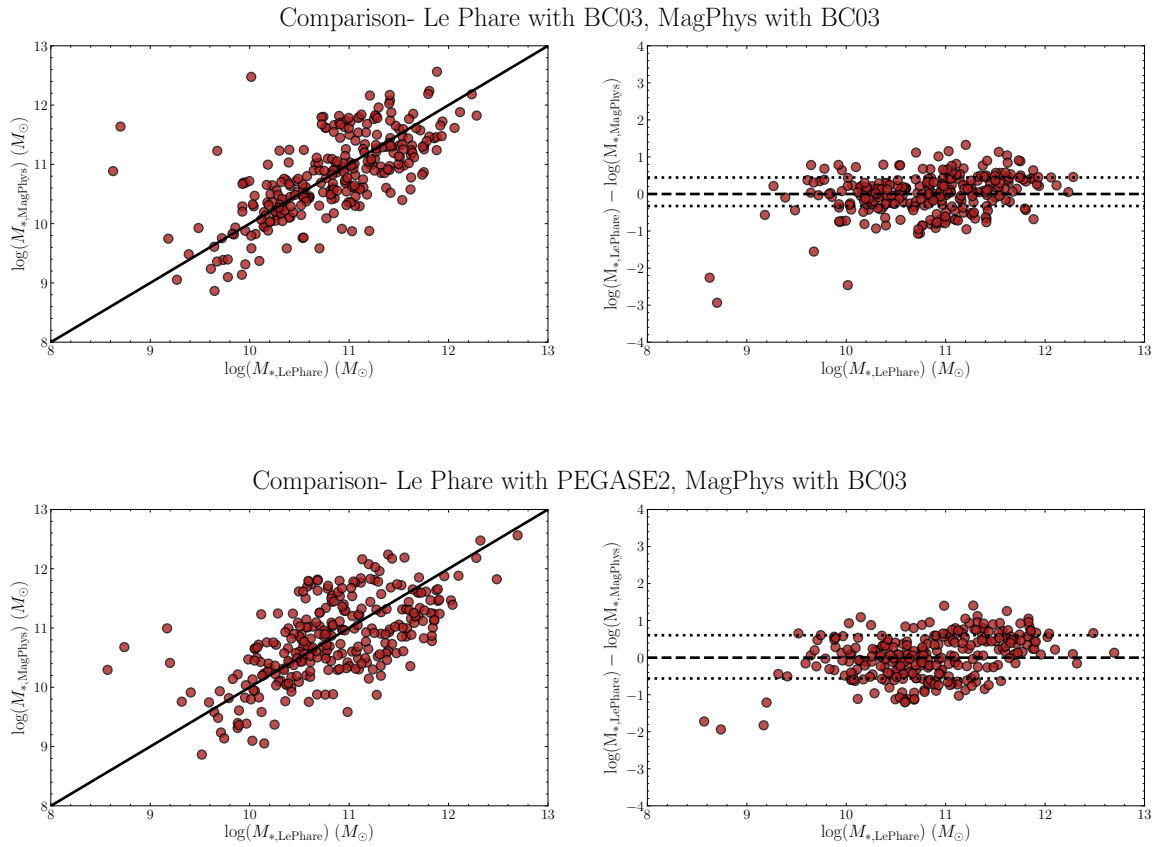 Comparison- Le Phare with BC03, MagPhys with BC03
13
12
11
10
9
8
8 9 10 11 12 13
log(M*,MagPhys) (M⊙)
log(M*,LePhare) (M⊙)
4
3
2
1
0
−1
−2
−3
−4
8 9 10 11 12 13
log(M*,LePhare) − log(M*,MagPhys)
log(M*,LePhare) (M⊙)
Comparison- Le Phare with PEGASE2, MagPhys with BC03
13
12
11
10
9
8
8 9 10 11 12 13
log(M*,MagPhys) (M⊙)
log(M*,LePhare) (M⊙)
4
3
2
1
0
−1
−2
−3
−4
8 9 10 11 12 13
log(M*,LePhare) − log(M*,MagPhys)
log(M*,LePhare) (M⊙)